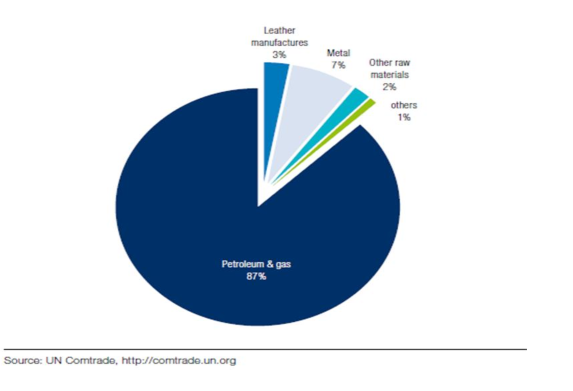 Leather
manufactures
3%
Metal
7%
Other raw
materials
2%
others
1%
Petroleum & gas
87%
Source: UN Comtrade, http://comtrade.un.org